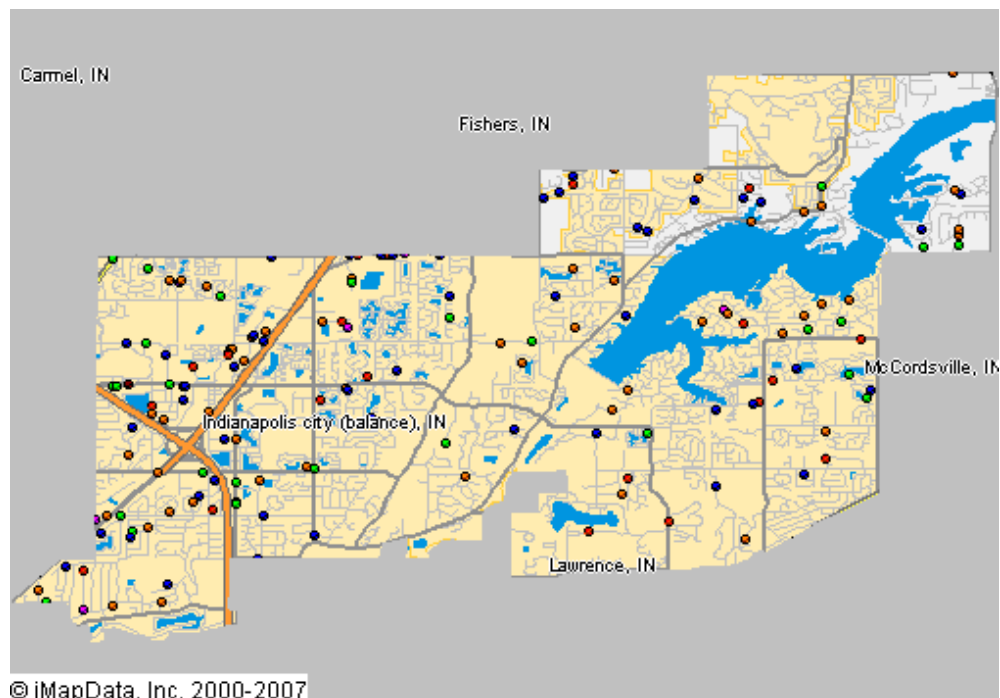 Carmel, IN
Fishers, IN
McCordsville, IN
Indianapolis city (balance), IN
Lawrence, IN
© iMapData, Inc. 2000-2007